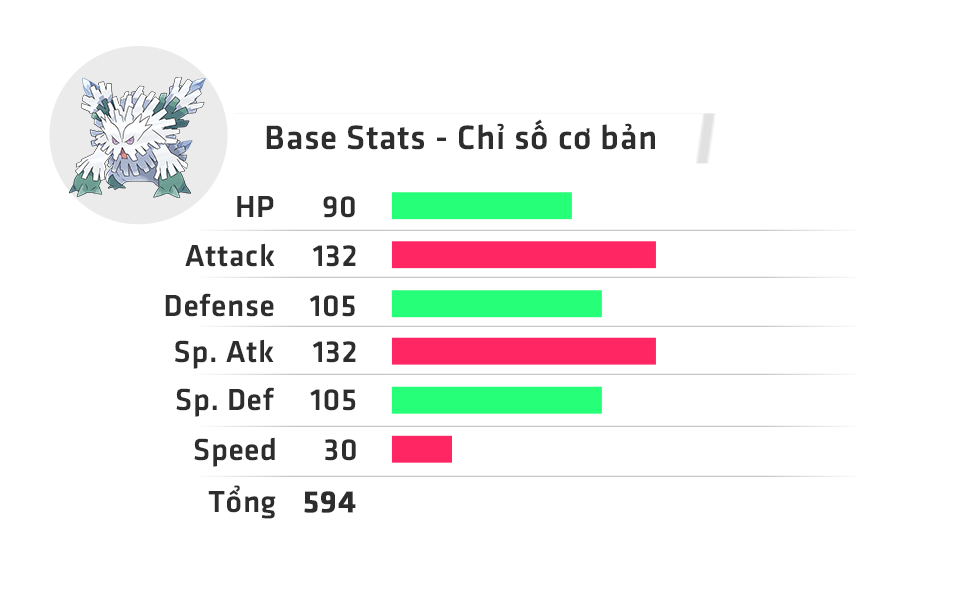 Base Stats - Chỉ số cơ bản
HP 90
Attack 132
Defense 105
Sp. Atk 132
Sp. Def 105
Speed 30
Tổng 594